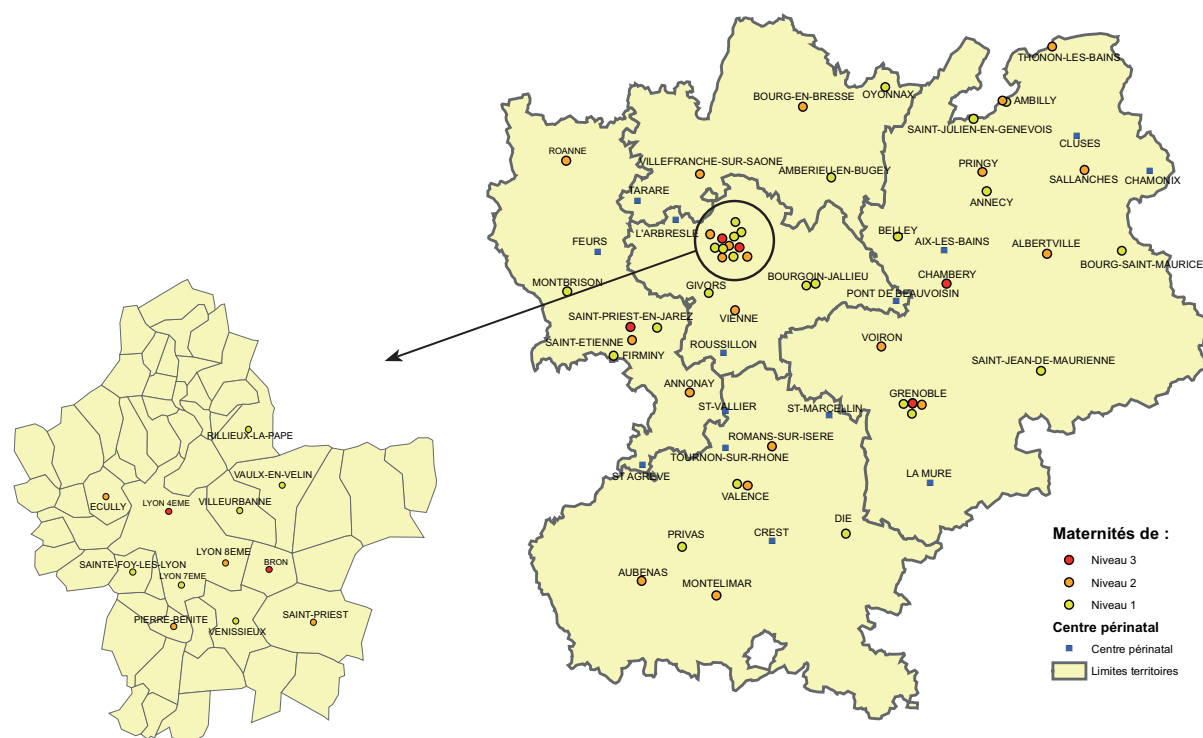 THONON-LES-BAINS
OYONNAX
BOURG-EN-BRESSE
AMBILLY
SAINT-JULIEN-EN-GENEVOIS
CLUSES
ROANNE
VILLEFRANCHE-SUR-SAONE
AMBERIEU-EN-BUGEY
PRINGY
SALLANCHES
CHAMONIX
TARARE
ANNECY
L'ARBRESLE
BELLEY
FEURS
AIX-LES-BAINS
ALBERTVILLE
BOURG-SAINT-MAURICE
MONTBRISON
GIVORS
BOURGOIN-JALLIEU
CHAMBERY
PONT DE BEAUVOISIN
SAINT-PRIEST-EN-JAREZ
VIENNE
SAINT-ETIENNE
ROUSSILLON
VOIRON
FIRMINY
SAINT-JEAN-DE-MAURIENNE
ANNONAY
GRENOBLE
ST-VALLIER
ST-MARCELLIN
ROMANS-SUR-ISERE
TOURNON-SUR-RHONE
ST AGREVE
LA MURE
VALENCE
DIE
PRIVAS
CREST
AUBENAS
MONTELIMAR
RILLIEUX-LA-PAPE
VAULX-EN-VELIN
ECULLY
LYON 4EME
VILLEURBANNE
LYON 8EME
SAINTE-FOY-LES-LYON
BRON
LYON 7EME
PIERRE-BENITE
SAINT-PRIEST
VENISSIEUX
Maternités de :
Niveau 3
Niveau 2
Niveau 1
Centre périnatal
Centre périnatal
Limites territoires